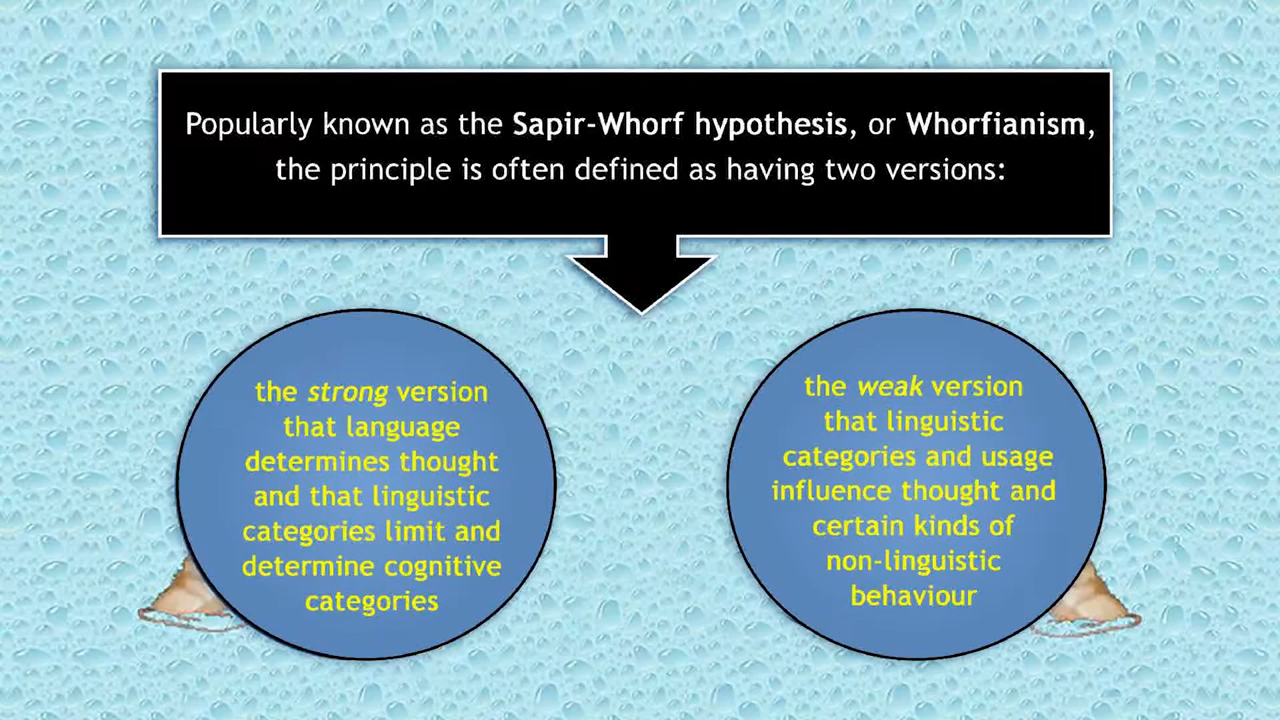 Popularly known as the Sapir-Whorf hypothesis, or Whorfianism,
the principle is often defined as having two versions:
the strong version
that language
determines thought
and that linguistic
categories limit and
determine cognitive
categories
the weak version
that linguistic
categories and usage
influence thought and
certain kinds of
non-linguistic
behaviour